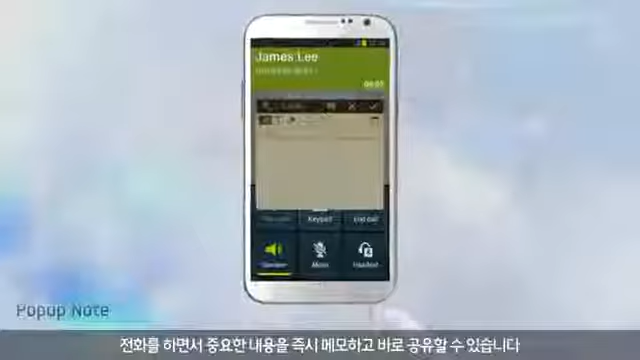 James Lee
Keypad
End call
Speaker
Mute
Headset
Popup Note
전화를 하면서 중요한 내용을 즉시 메모하고 바로 공유할 수 있습니다